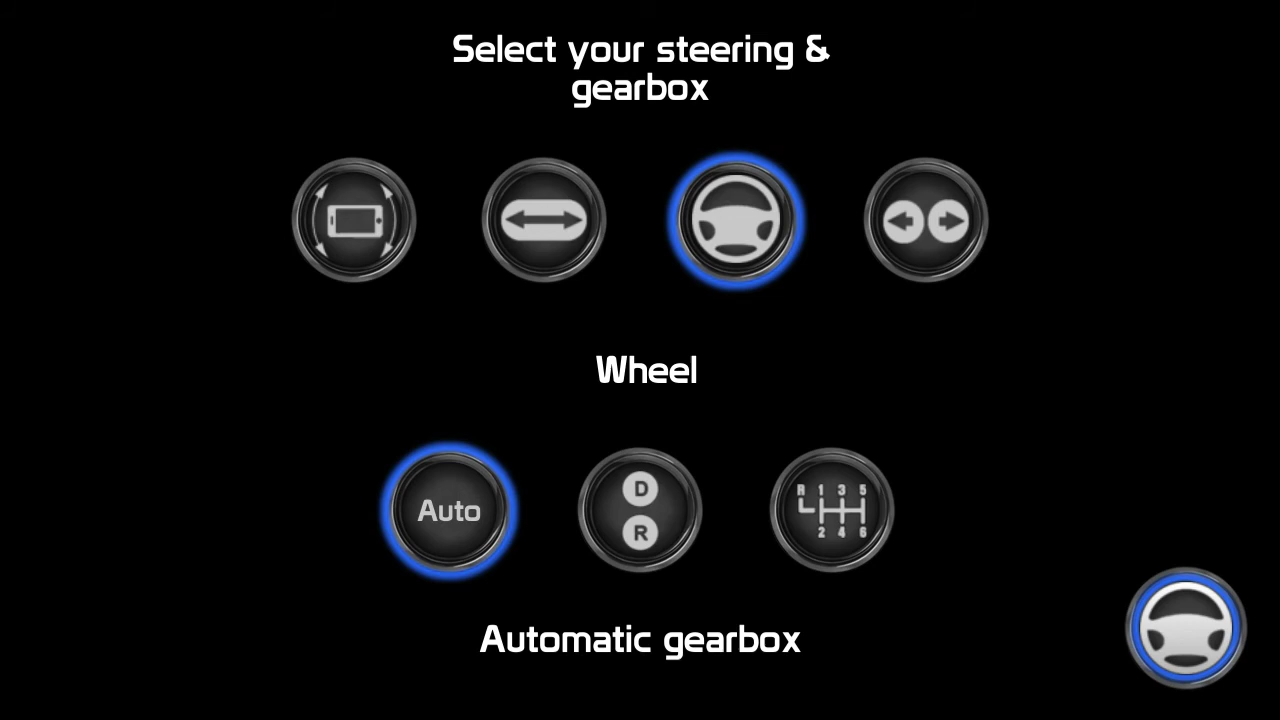 Select your steering &
gearbox
Wheel
Auto
D
R
R 1 3 5
2 4 6
Automatic gearbox